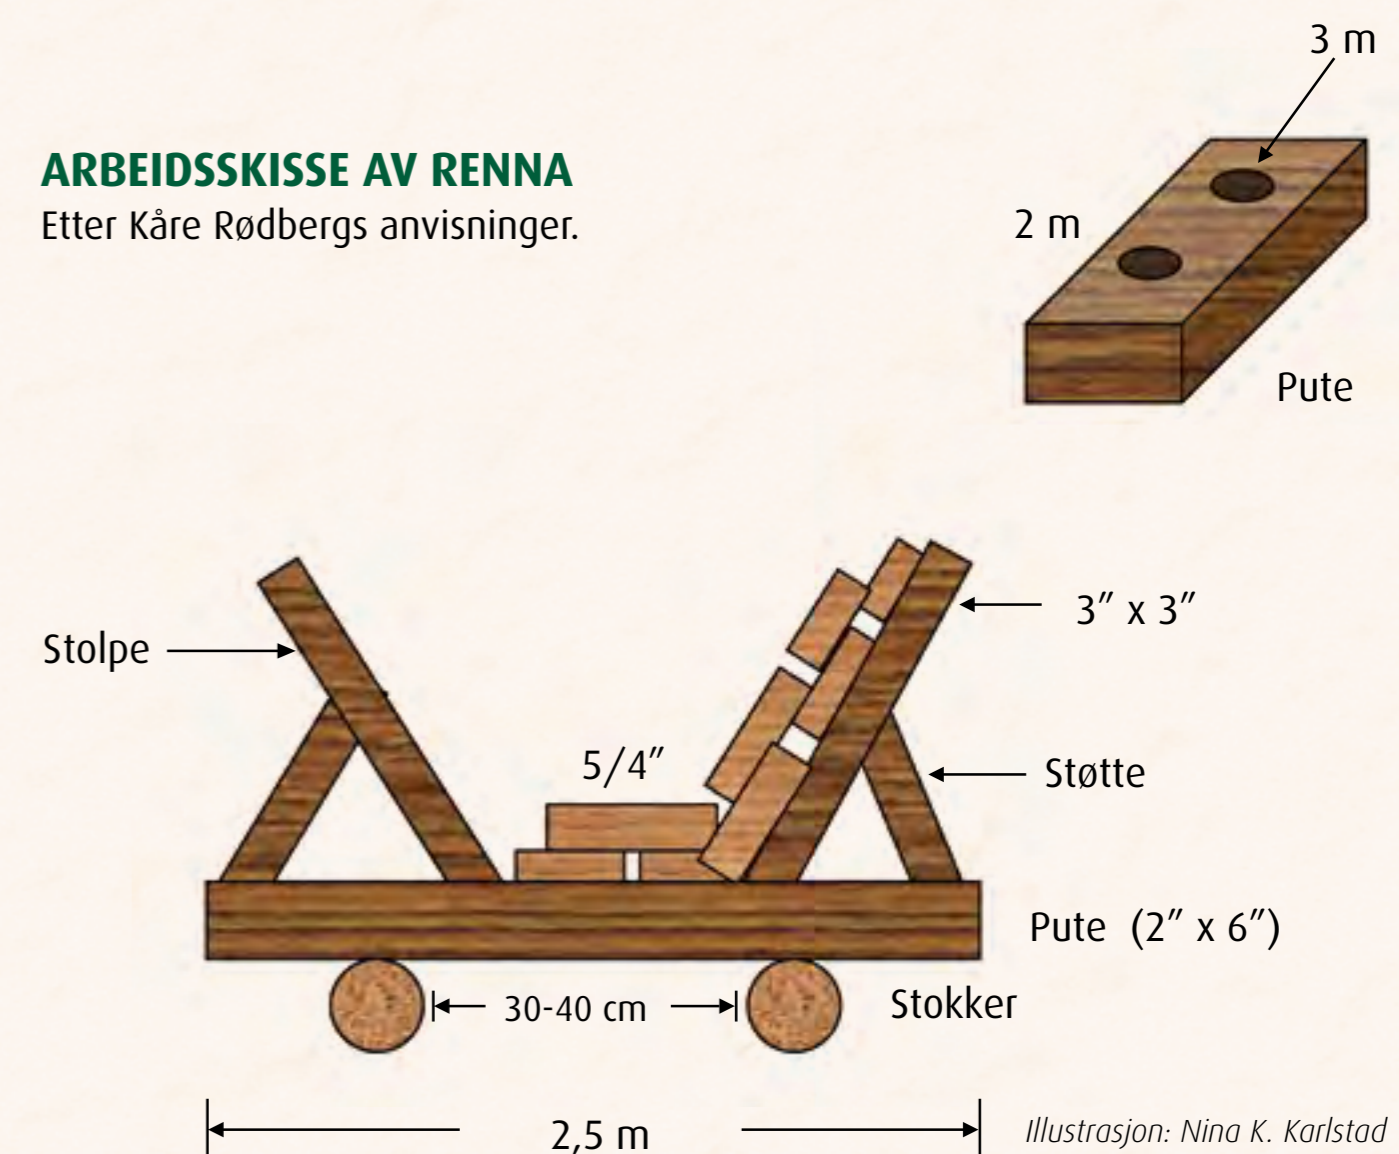 3 m
ARBEIDSSKISSE AV RENNA
Etter Kåre Rødbergs anvisninger.
2 m
Pute
3″ x 3″
Stolpe
5/4″
Støtte
Pute (2″ x 6″)
30-40 cm
Stokker
2,5 m
Illustrasjon: Nina K. Karlstad